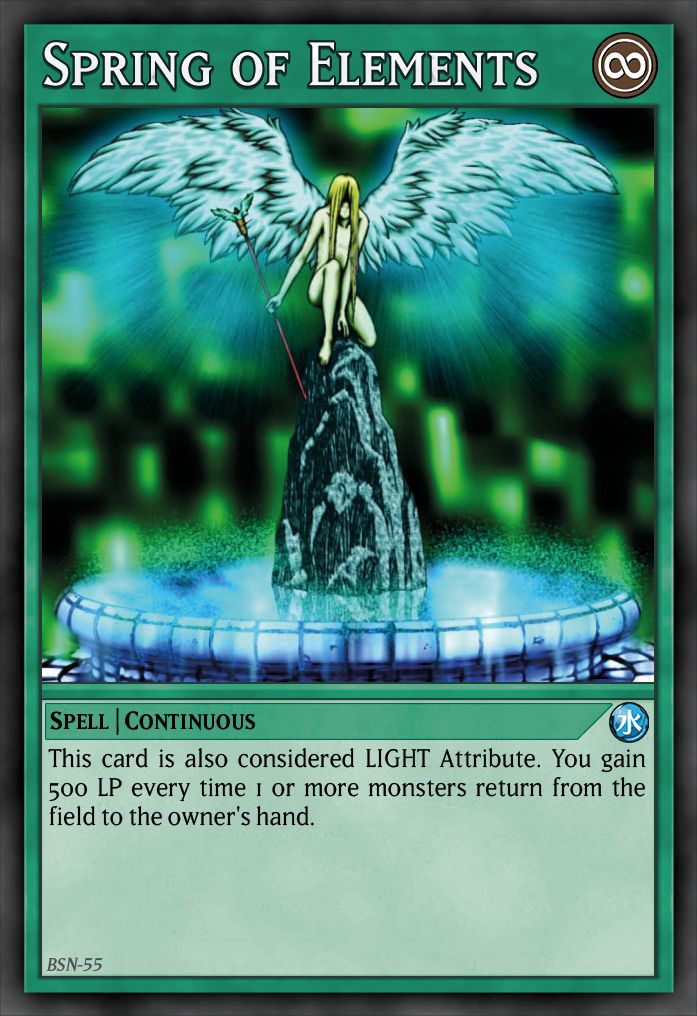 Spring of Elements
Spell | Continuous
水
This card is also considered LIGHT Attribute. You gain
500 LP every time 1 or more monsters return from the
field to the owner's hand.
BSN-55